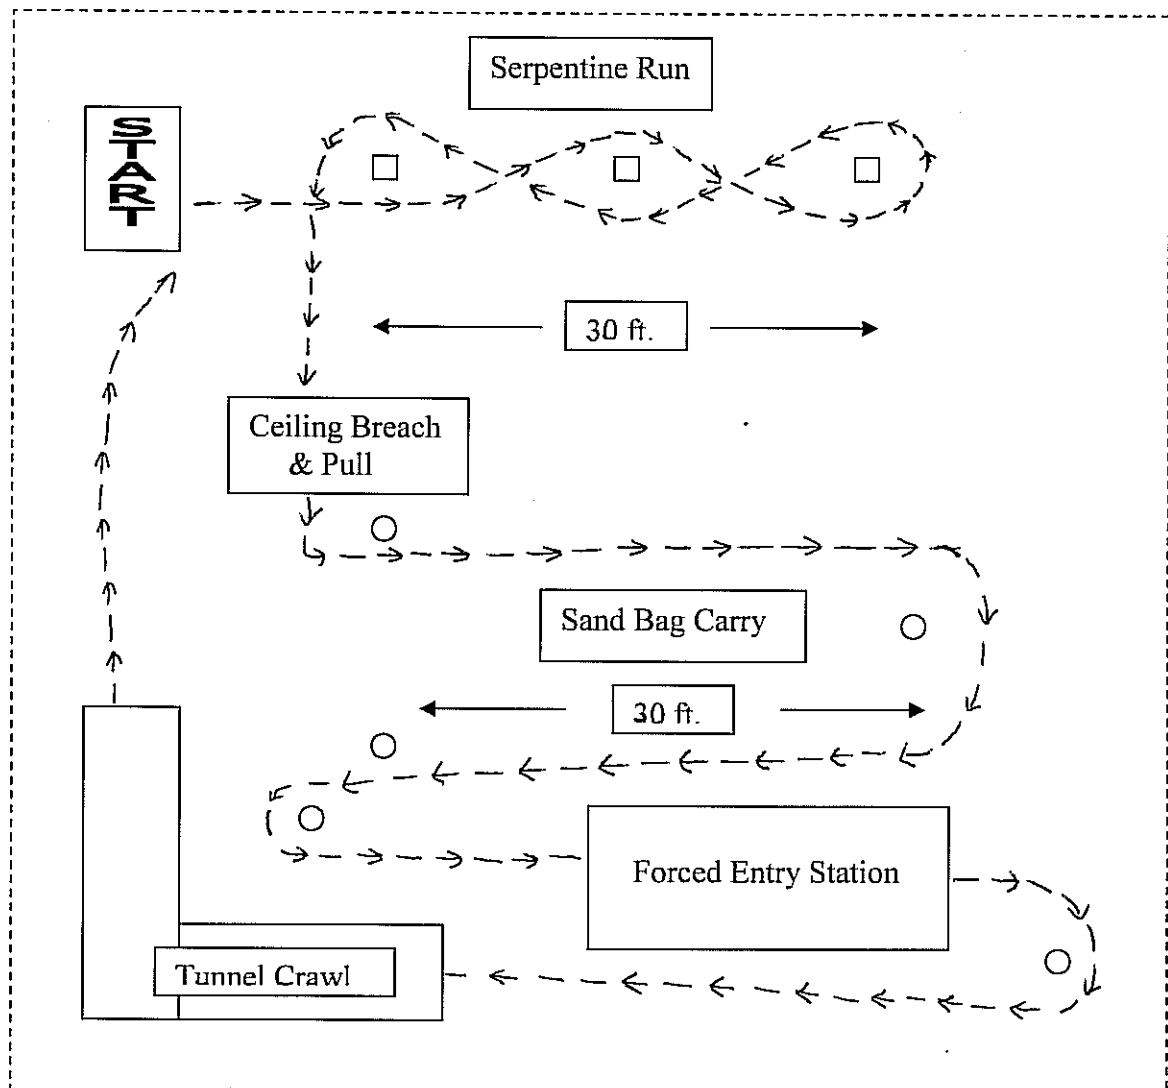 Serpentine Run
START
30 ft.
Ceiling Breach
& Pull
Sand Bag Carry
30 ft.
Forced Entry Station
Tunnel Crawl